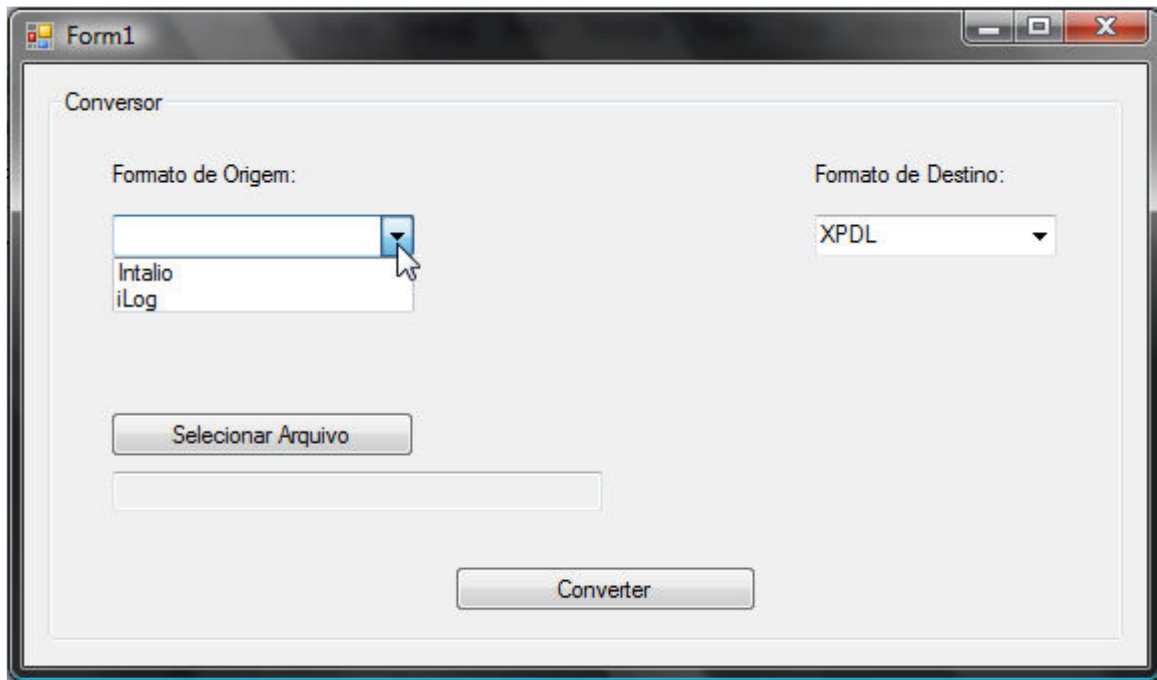 Form1
Conversor
Formato de Origem:
Formato de Destino:
XPDL
Intalio
iLog
Selecionar Arquivo
Converter